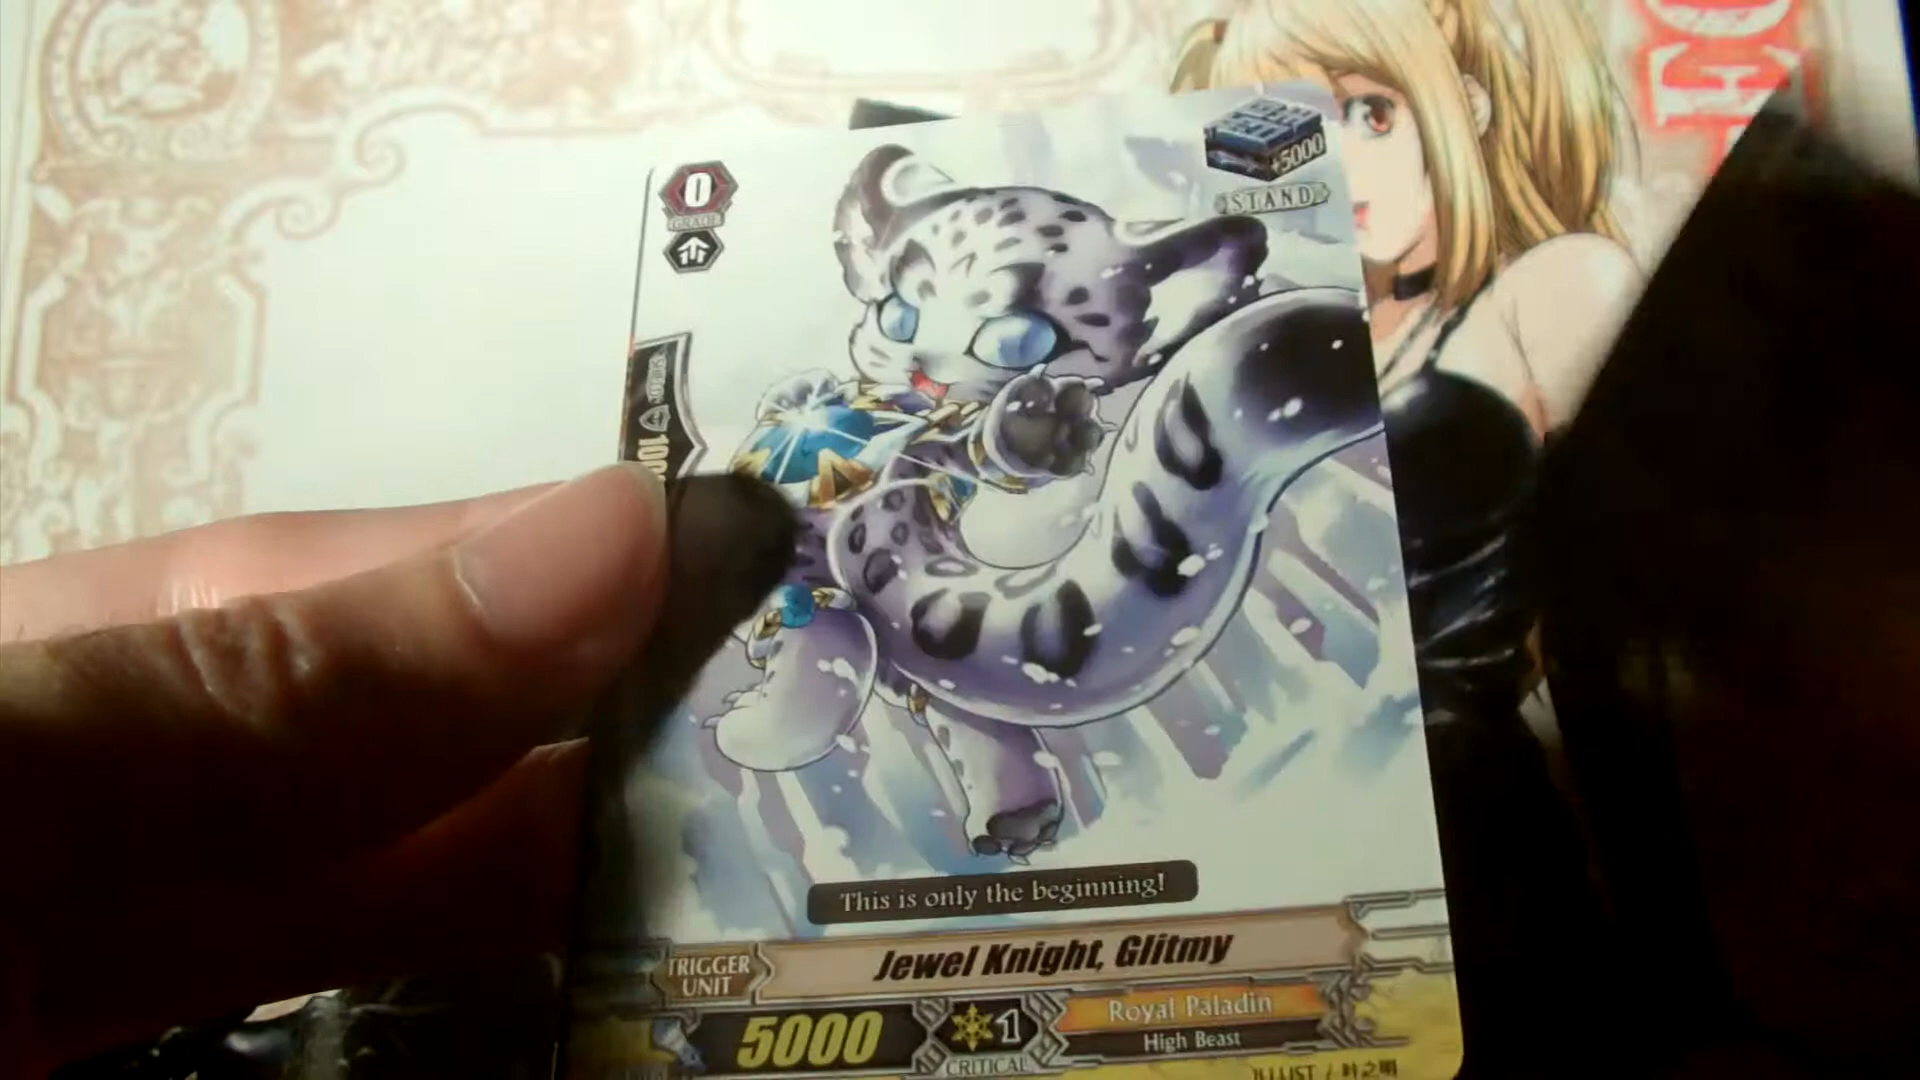 0
GRADE
+5000
STAND
This is only the beginning!
TRIGGER
UNIT
Jewel Knight, Glitmy
5000
1
CRITICAL
Royal Paladin
High Beast